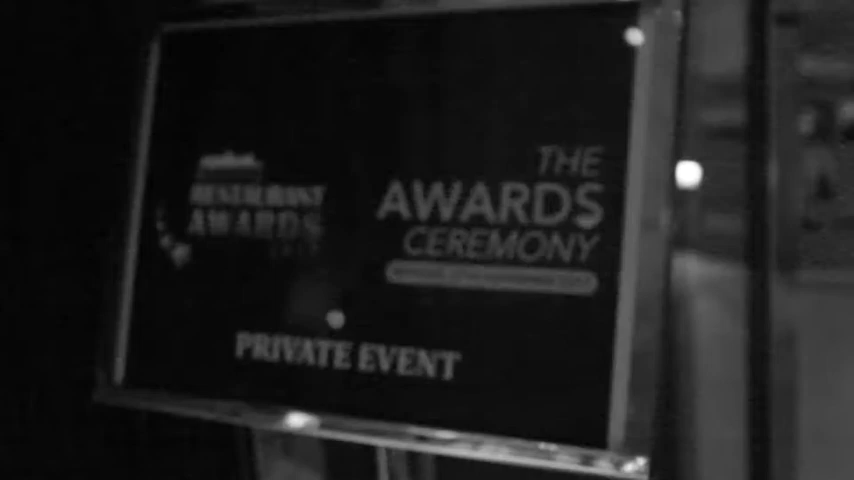 RESTAURANT
AWARDS
THE
AWARDS
CEREMONY
PRIVATE EVENT